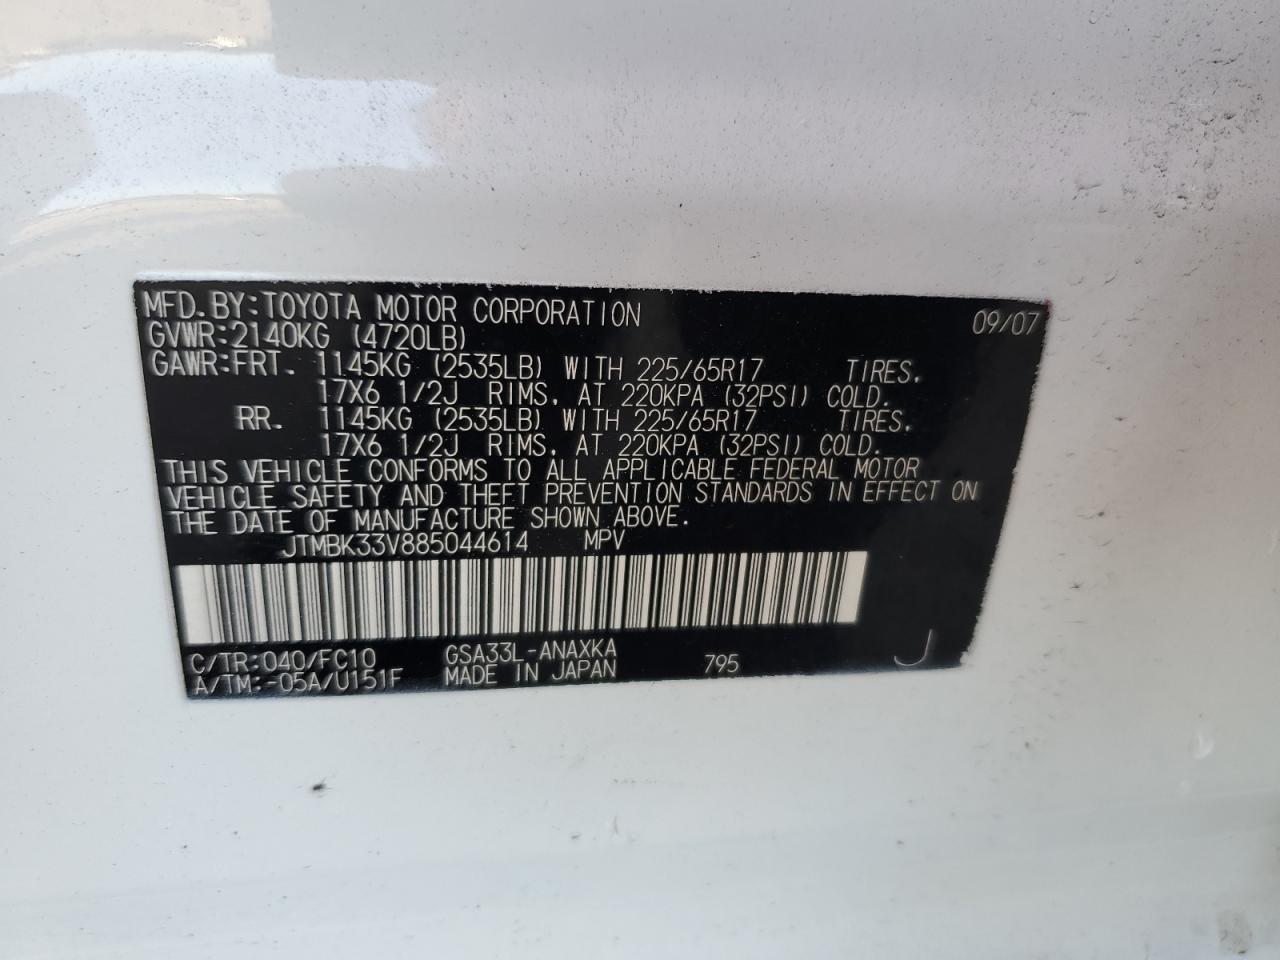 MFD.BY:TOYOTA MOTOR CORPORATION 09/07
GVWR:2140KG (4720LB)
GAWR:FRT. 1145KG (2535LB) WITH 225/65R17 TIRES,
17X6 1/2J RIMS, AT 220KPA (32PSI) COLD.
RR. 1145KG (2535LB) WITH 225/65R17 TIRES,
17X6 1/2J RIMS, AT 220KPA (32PSI) COLD.
THIS VEHICLE CONFORMS TO ALL APPLICABLE FEDERAL MOTOR
VEHICLE SAFETY AND THEFT PREVENTION STANDARDS IN EFFECT ON
THE DATE OF MANUFACTURE SHOWN ABOVE.
JTMBK33V885044614 MPV
C/TR:040/FC10 GSA33L-ANAXKA 795 J
A/TM:-05A/U151F MADE IN JAPAN